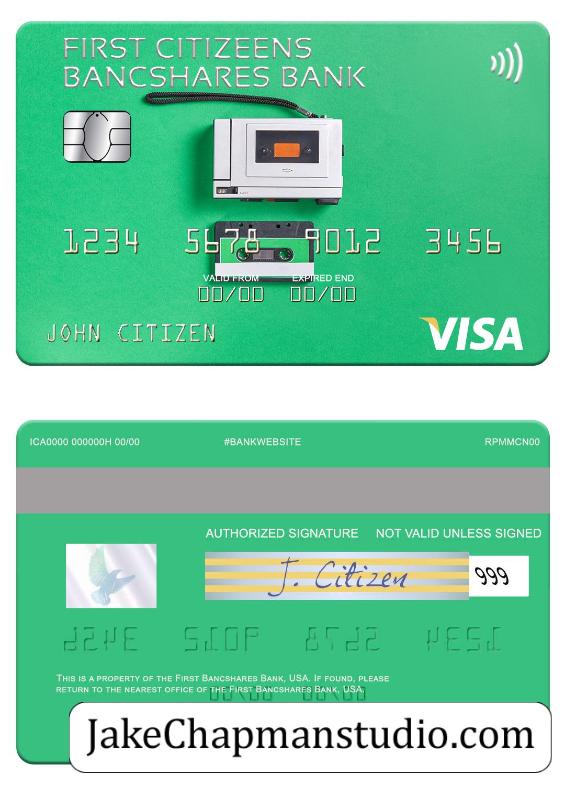 FIRST CITIZEENS
BANCSHARES BANK
1234 5678 9012 3456
VALID FROM EXPIRED END
00/00 00/00
JOHN CITIZEN
VISA
ICA0000 000000H 00/00 #BANKWEBSITE RPMMCN00
AUTHORIZED SIGNATURE NOT VALID UNLESS SIGNED
J. Citizen
999
THIS IS A PROPERTY OF THE FIRST BANCSHARES BANK, USA. IF FOUND, PLEASE
RETURN TO THE NEAREST OFFICE OF THE FIRST BANCSHARES BANK, USA.
JakeChapmanstudio.com